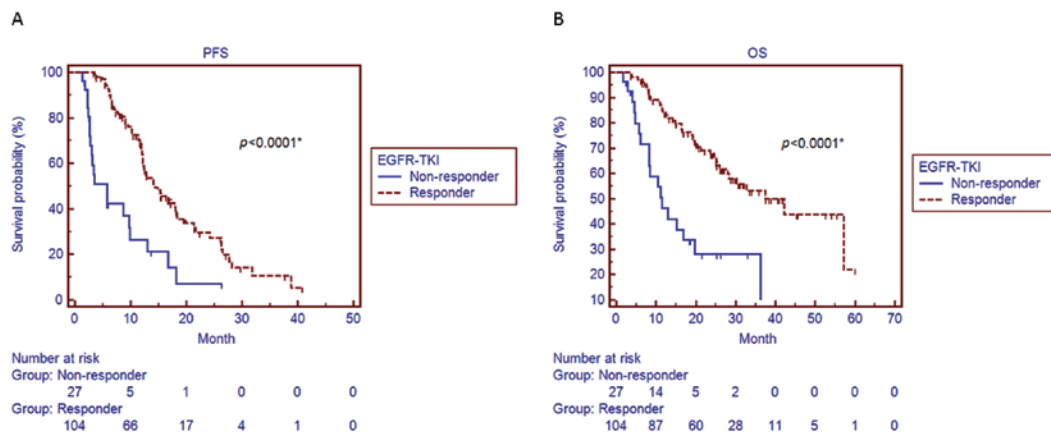 A
PFS
Survival probability (%)
100
80
60
40
20
0
0 10 20 30 40 50
Month
p<0.0001*
EGFR-TKI
Non-responder
Responder
Number at risk
Group: Non-responder
27 5 1 0 0 0
Group: Responder
104 66 17 4 1 0
B
OS
Survival probability (%)
100
90
80
70
60
50
40
30
20
10
0 10 20 30 40 50 60 70
Month
p<0.0001*
EGFR-TKI
Non-responder
Responder
Number at risk
Group: Non-responder
27 14 5 2 0 0 0 0
Group: Responder
104 87 60 28 11 5 1 0